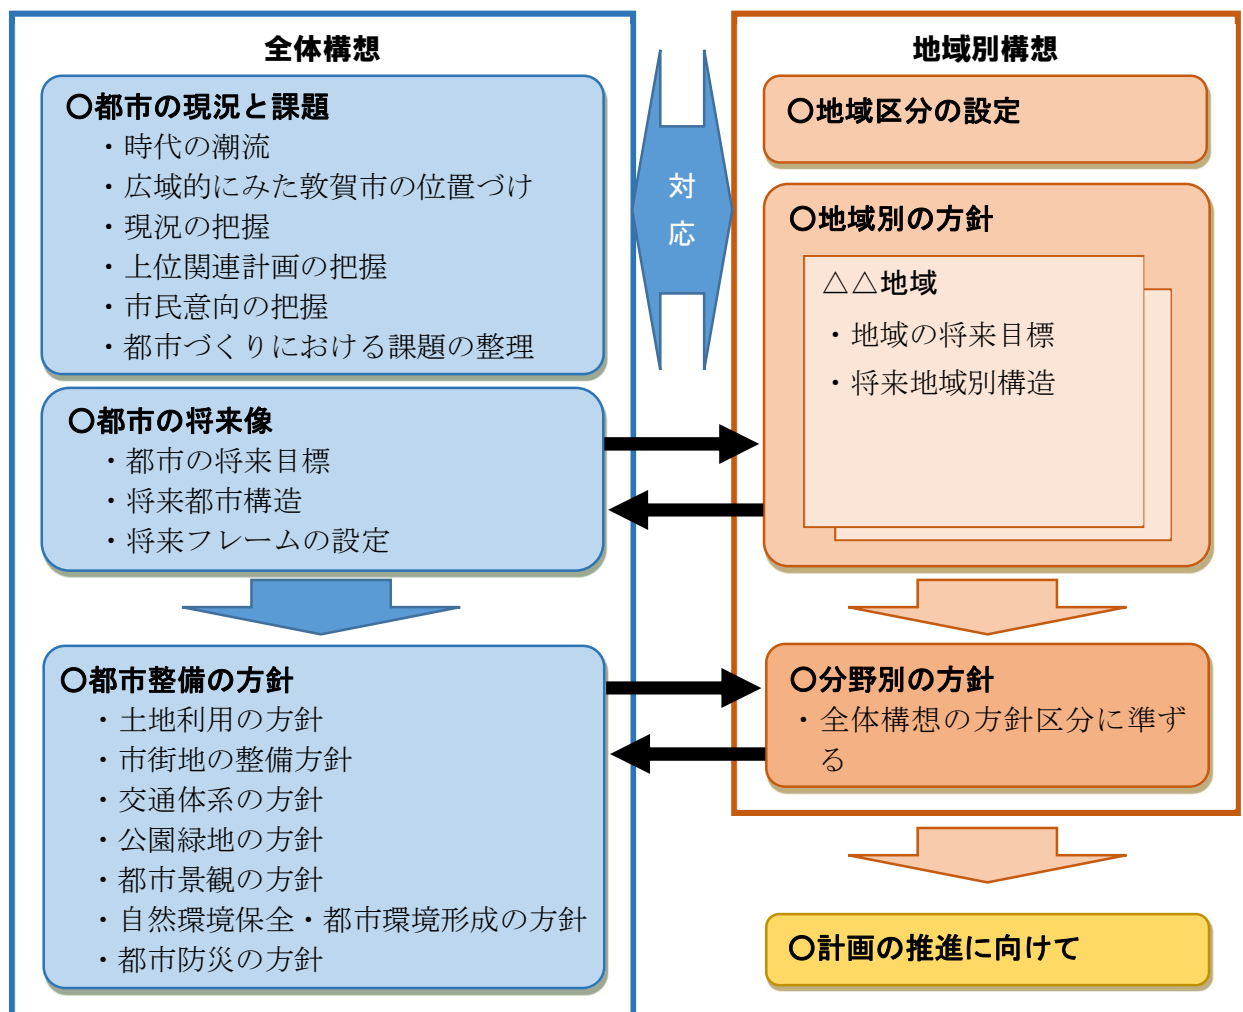 全体構想
〇都市の現況と課題
・時代の潮流
・広域的にみた敦賀市の位置づけ
・現況の把握
・上位関連計画の把握
・市民意向の把握
・都市づくりにおける課題の整理
〇都市の将来像
・都市の将来目標
・将来都市構造
・将来フレームの設定
〇都市整備の方針
・土地利用の方針
・市街地の整備方針
・交通体系の方針
・公園緑地の方針
・都市景観の方針
・自然環境保全・都市環境形成の方針
・都市防災の方針
対
応
地域別構想
〇地域区分の設定
〇地域別の方針
△△地域
・地域の将来目標
・将来地域別構造
〇分野別の方針
・全体構想の方針区分に準ず
る
〇計画の推進に向けて